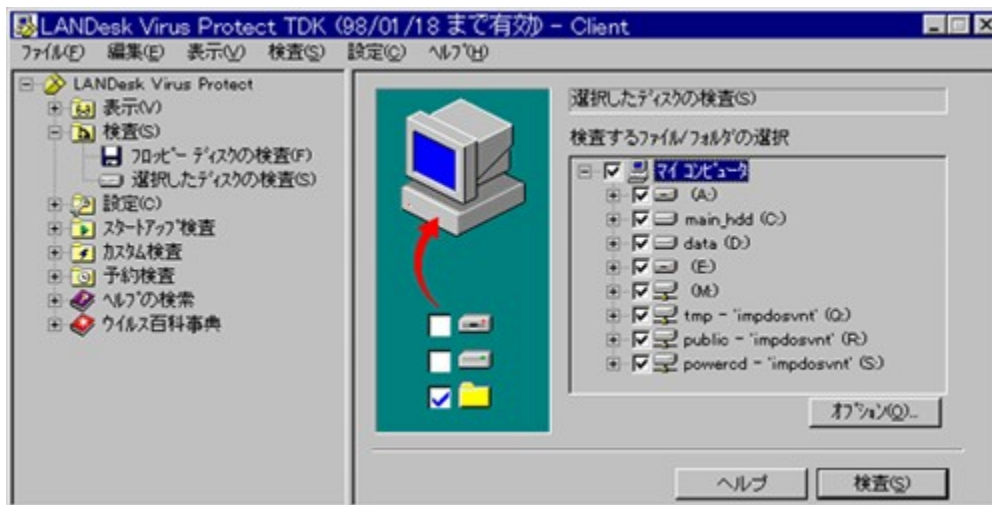 LANDesk Virus Protect TDK (98/01/18 まで有効) - Client
ファイル(F) 編集(E) 表示(V) 検査(S) 設定(C) ヘルプ(H)
LANDesk Virus Protect
表示(V)
検査(S)
フロッピー ディスクの検査(F)
選択したディスクの検査(S)
設定(C)
スタートアップ検査
カスタム検査
予約検査
ヘルプの検索
ウイルス百科事典
選択したディスクの検査(S)
検査するファイル/フォルダの選択
マイ コンピュータ
(A:)
main_hdd (C:)
data (D:)
(E:)
(M:)
tmp - 'impdosvnt' (Q:)
public - 'impdosvnt' (R:)
powercd - 'impdosvnt' (S:)
オプション(O)...
ヘルプ
検査(S)